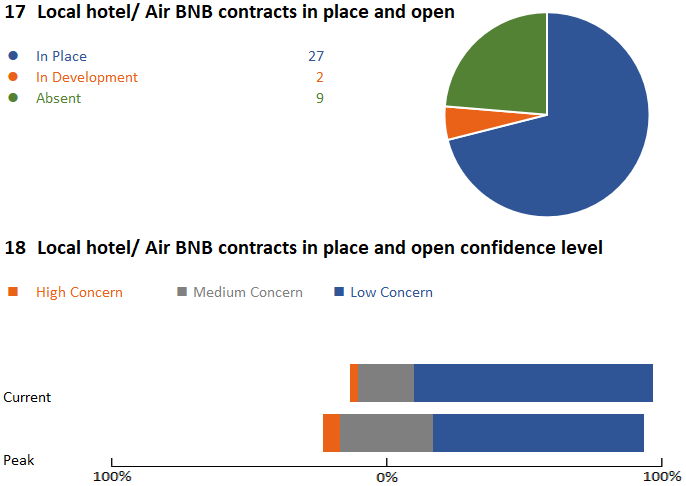 17 Local hotel/ Air BNB contracts in place and open
In Place 27
In Development 2
Absent 9
18 Local hotel/ Air BNB contracts in place and open confidence level
High Concern Medium Concern Low Concern
Current
Peak
100% 0% 100%